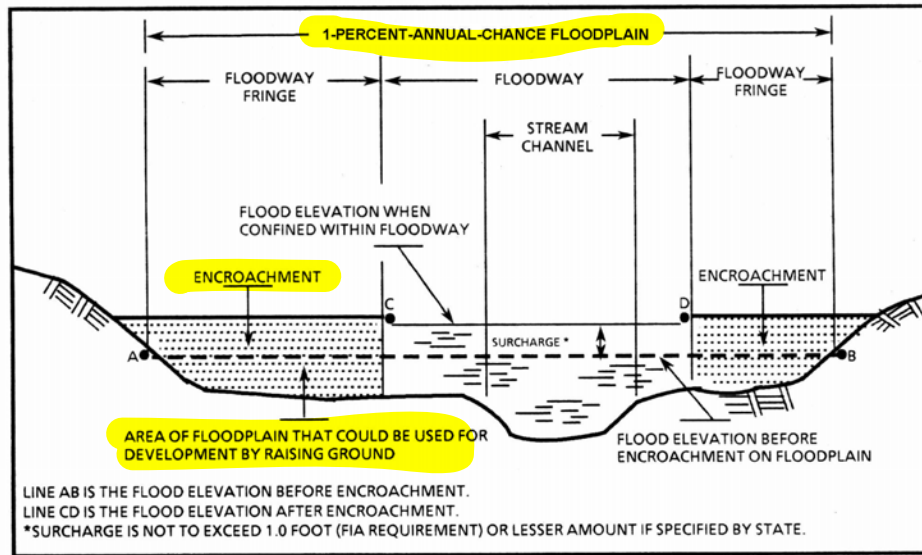 1-PERCENT-ANNUAL-CHANCE FLOODPLAIN
FLOODWAY
FRINGE
FLOODWAY
FLOODWAY
FRINGE
STREAM
CHANNEL
FLOOD ELEVATION WHEN
CONFINED WITHIN FLOODWAY
ENCROACHMENT
ENCROACHMENT
C
D
SURCHARGE *
A
B
AREA OF FLOODPLAIN THAT COULD BE USED FOR
DEVELOPMENT BY RAISING GROUND
FLOOD ELEVATION BEFORE
ENCROACHMENT ON FLOODPLAIN
LINE AB IS THE FLOOD ELEVATION BEFORE ENCROACHMENT.
LINE CD IS THE FLOOD ELEVATION AFTER ENCROACHMENT.
*SURCHARGE IS NOT TO EXCEED 1.0 FOOT (FIA REQUIREMENT) OR LESSER AMOUNT IF SPECIFIED BY STATE.